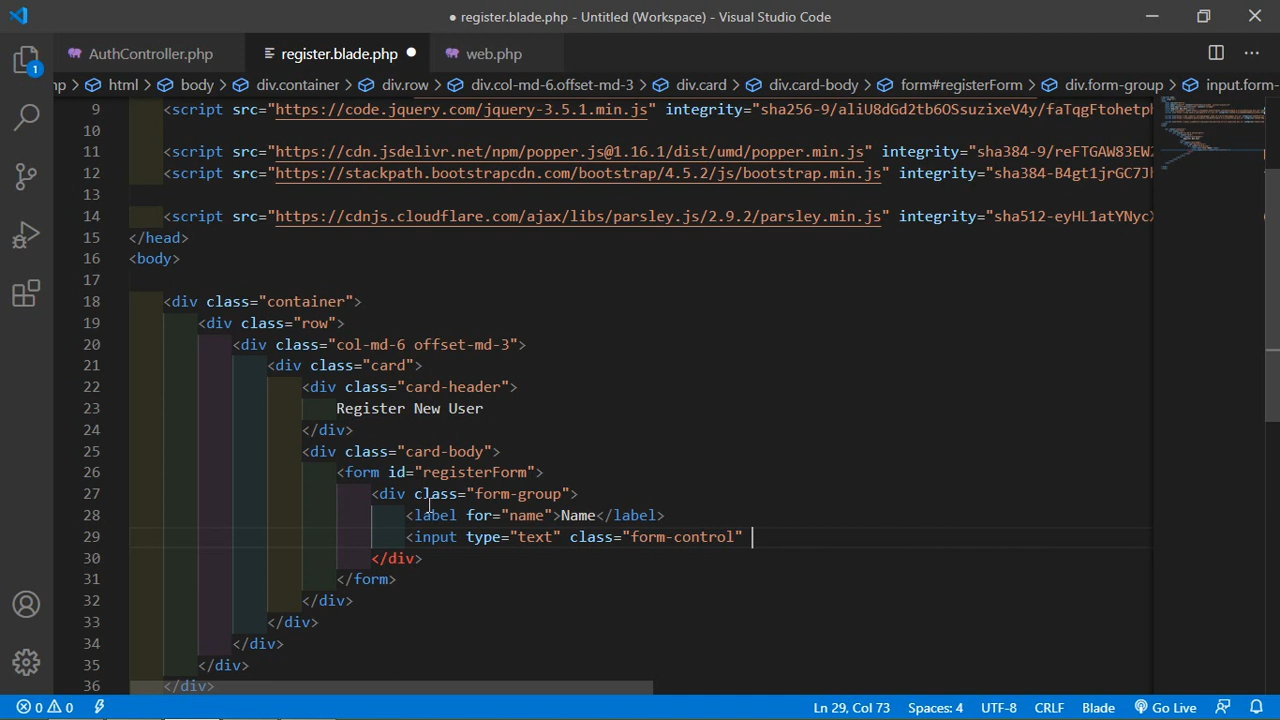 register.blade.php - Untitled (Workspace) - Visual Studio Code
AuthController.php
register.blade.php
web.php
html
body
div.container
div.row
div.col-md-6.offset-md-3
div.card
div.card-body
form#registerForm
div.form-group
input.form-
1
9 <script src="https://code.jquery.com/jquery-3.5.1.min.js" integrity="sha256-9/aliU8dGd2tb6OSsuzixeV4y/faTqgFtohetph
10
11 <script src="https://cdn.jsdelivr.net/npm/popper.js@1.16.1/dist/umd/popper.min.js" integrity="sha384-9/reFTGAW83EW2
12 <script src="https://stackpath.bootstrapcdn.com/bootstrap/4.5.2/js/bootstrap.min.js" integrity="sha384-B4gt1jrGC7Jh
13
14 <script src="https://cdnjs.cloudflare.com/ajax/libs/parsley.js/2.9.2/parsley.min.js" integrity="sha512-eyHL1atYNycX
15 </head>
16 <body>
17
18 <div class="container">
19 <div class="row">
20 <div class="col-md-6 offset-md-3">
21 <div class="card">
22 <div class="card-header">
23 Register New User
24 </div>
25 <div class="card-body">
26 <form id="registerForm">
27 <div class="form-group">
28 <label for="name">Name</label>
29 <input type="text" class="form-control"
30 </div>
31 </form>
32 </div>
33 </div>
34 </div>
35 </div>
36 </div>
0 0
Ln 29, Col 73
Spaces: 4
UTF-8
CRLF
Blade
Go Live